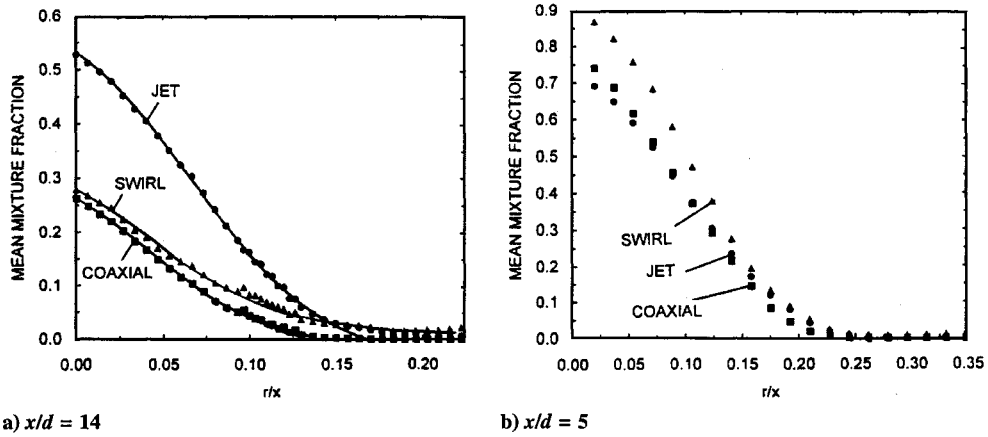 0.6
0.5
0.4
0.3
0.2
0.1
0.0
MEAN MIXTURE FRACTION
JET
SWIRL
COAXIAL
0.00 0.05 0.10 0.15 0.20
r/x
a) x/d = 14
0.9
0.8
0.7
0.6
0.5
0.4
0.3
0.2
0.1
0.0
MEAN MIXTURE FRACTION
SWIRL
JET
COAXIAL
0.00 0.05 0.10 0.15 0.20 0.25 0.30 0.35
r/x
b) x/d = 5